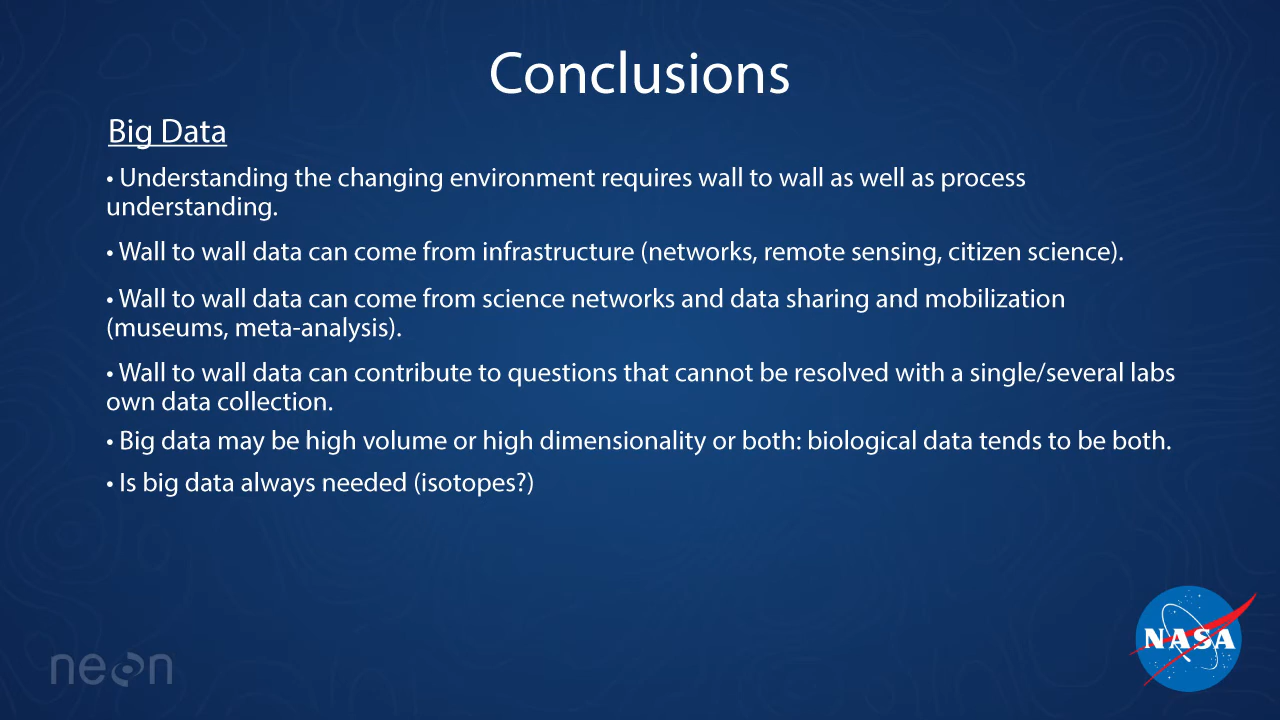 Conclusions
Big Data
• Understanding the changing environment requires wall to wall as well as process
understanding.
• Wall to wall data can come from infrastructure (networks, remote sensing, citizen science).
• Wall to wall data can come from science networks and data sharing and mobilization
(museums, meta-analysis).
• Wall to wall data can contribute to questions that cannot be resolved with a single/several labs
own data collection.
• Big data may be high volume or high dimensionality or both: biological data tends to be both.
• Is big data always needed (isotopes?)
neon
NASA